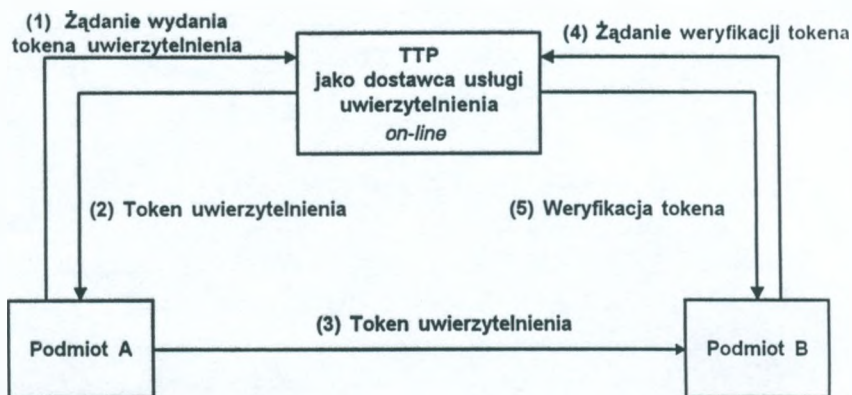 (1) Żądanie wydania
tokena uwierzytelnienia
(4) Żądanie weryfikacji tokena
TTP
jako dostawca usługi
uwierzytelnienia
on-line
(2) Token uwierzytelnienia
(5) Weryfikacja tokena
(3) Token uwierzytelnienia
Podmiot A
Podmiot B